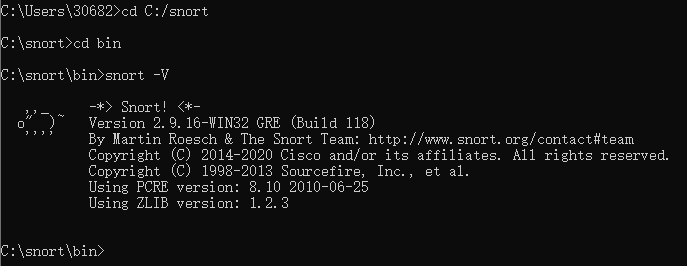 C:\Users\30682>cd C:/snort
C:\snort>cd bin
C:\snort\bin>snort -V
   ,,_     -*> Snort! <*-
  o"  )~   Version 2.9.16-WIN32 GRE (Build 118)
   ''''    By Martin Roesch & The Snort Team: http://www.snort.org/contact#team
           Copyright (C) 2014-2020 Cisco and/or its affiliates. All rights reserved.
           Copyright (C) 1998-2013 Sourcefire, Inc., et al.
           Using PCRE version: 8.10 2010-06-25
           Using ZLIB version: 1.2.3
C:\snort\bin>